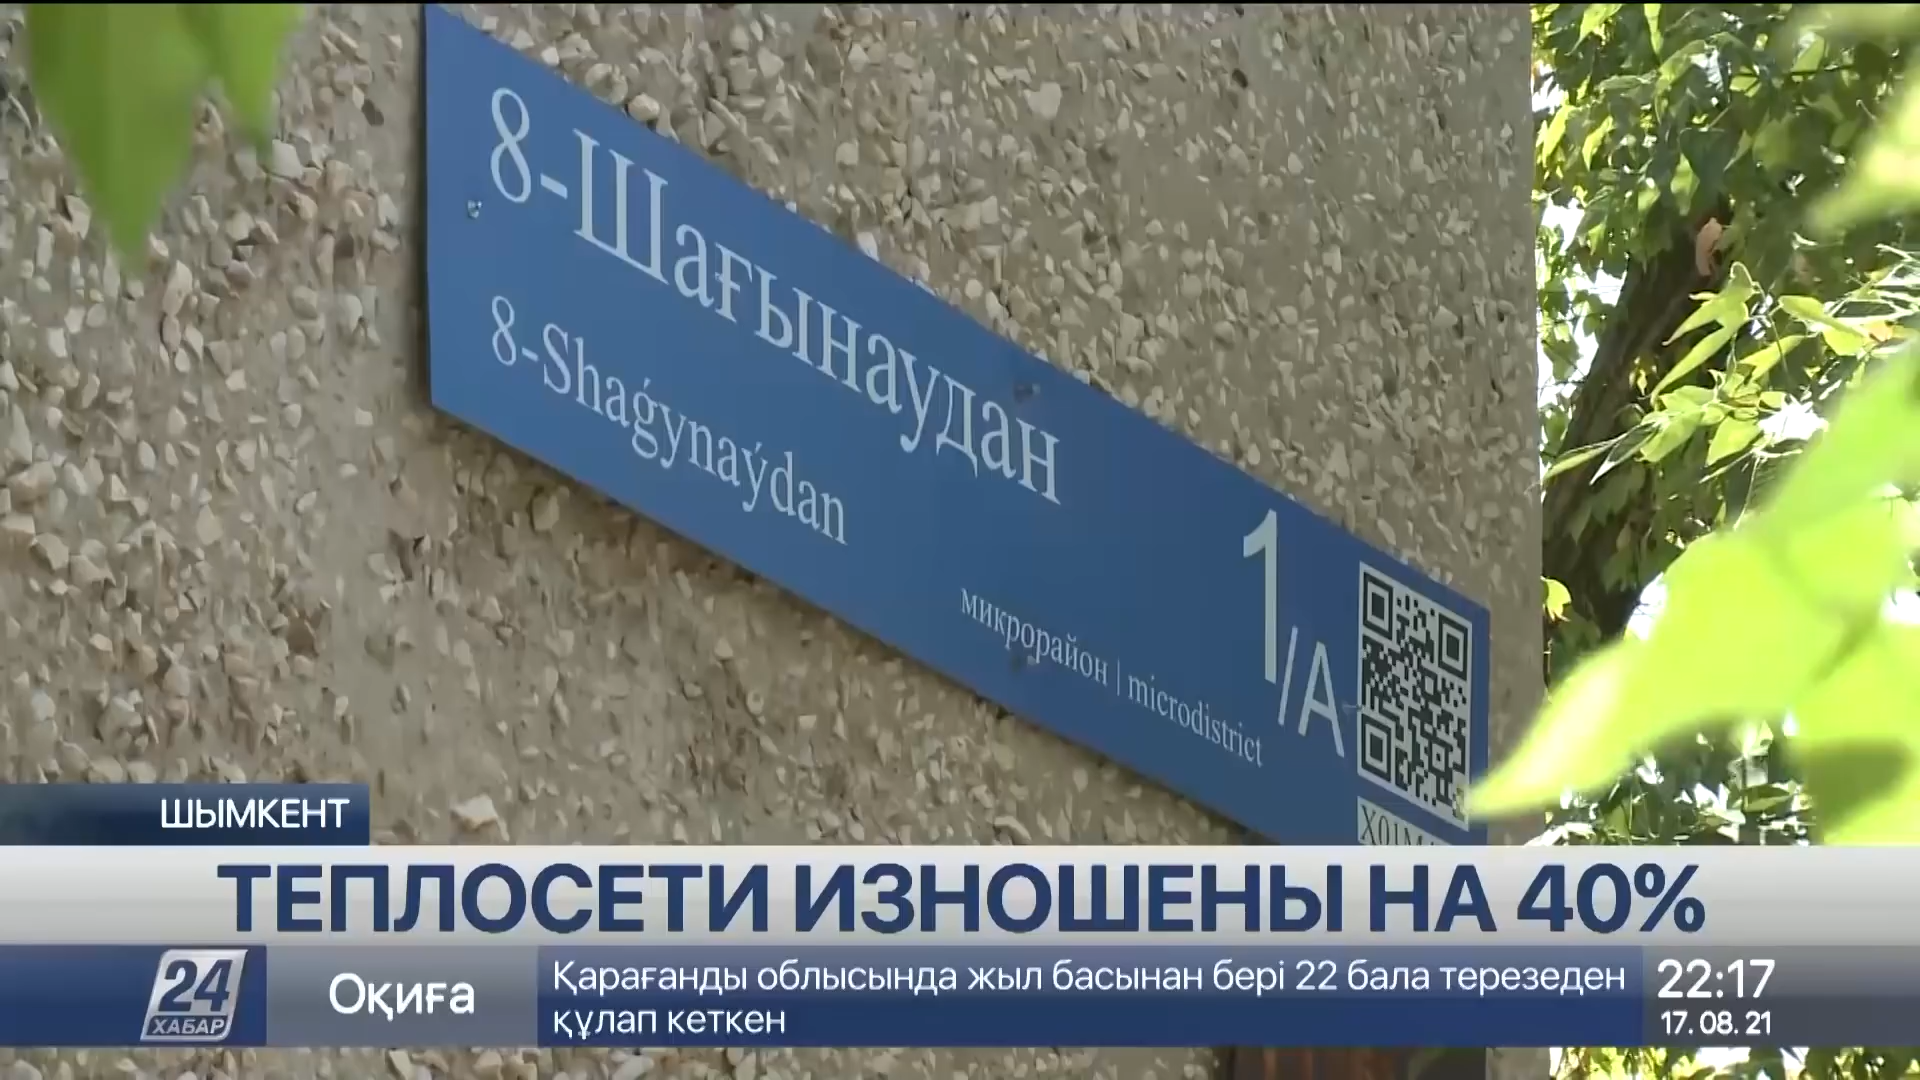 8-Шағынаудан
8-Shaǵynaýdan
1/A
микрорайон | microdistrict
ШЫМКЕНТ
ТЕПЛОСЕТИ ИЗНОШЕНЫ НА 40%
24
ХАБАР
Оқиға
Қарағанды облысында жыл басынан бері 22 бала терезеден
құлап кеткен
22:17
17. 08. 21